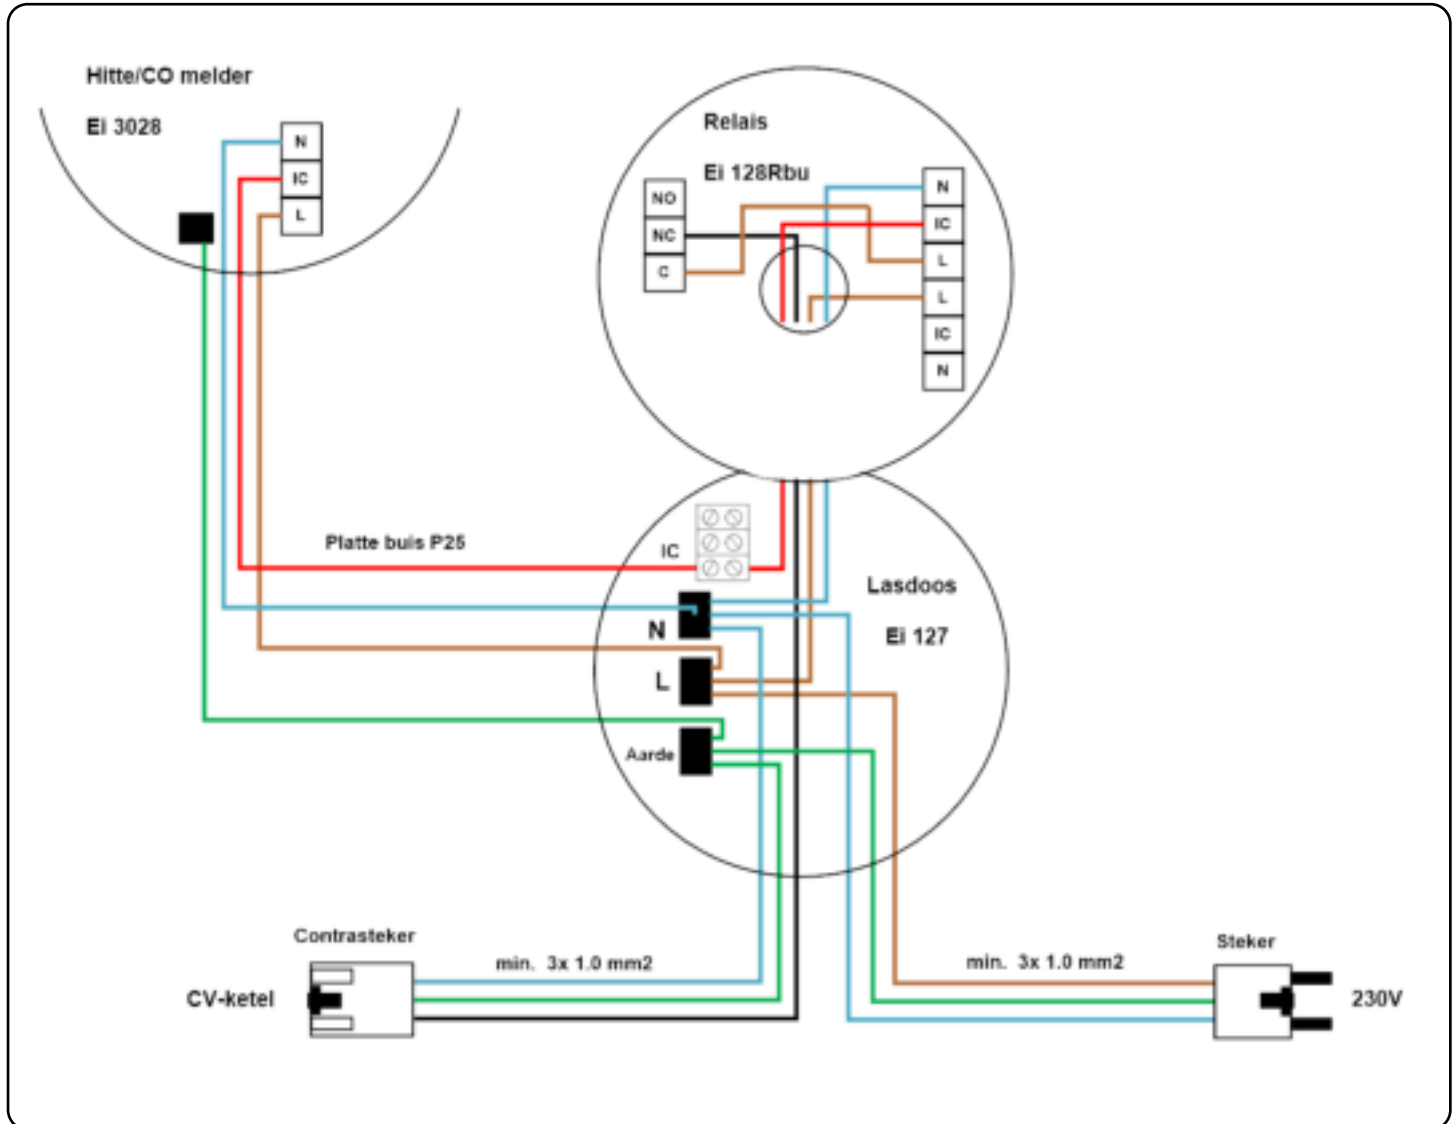 Hitte/CO melder
Ei 3028
N
IC
L
Relais
Ei 128Rbu
NO
NC
C
N
IC
L
L
IC
N
Platte buis P25
IC
Lasdoos
Ei 127
N
L
Aarde
Contrasteker
min. 3x 1.0 mm2
CV-ketel
min. 3x 1.0 mm2
Steker
230V